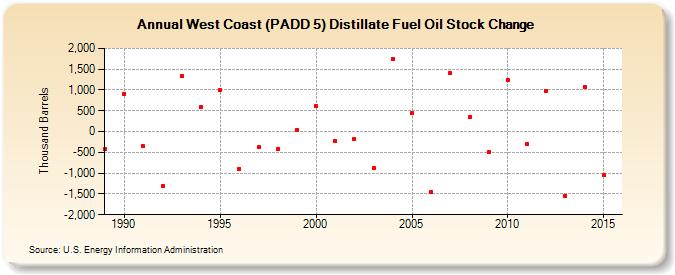 Annual West Coast (PADD 5) Distillate Fuel Oil Stock Change
Thousand Barrels
2,000
1,500
1,000
500
0
-500
-1,000
-1,500
-2,000
1990 1995 2000 2005 2010 2015
Source: U.S. Energy Information Administration